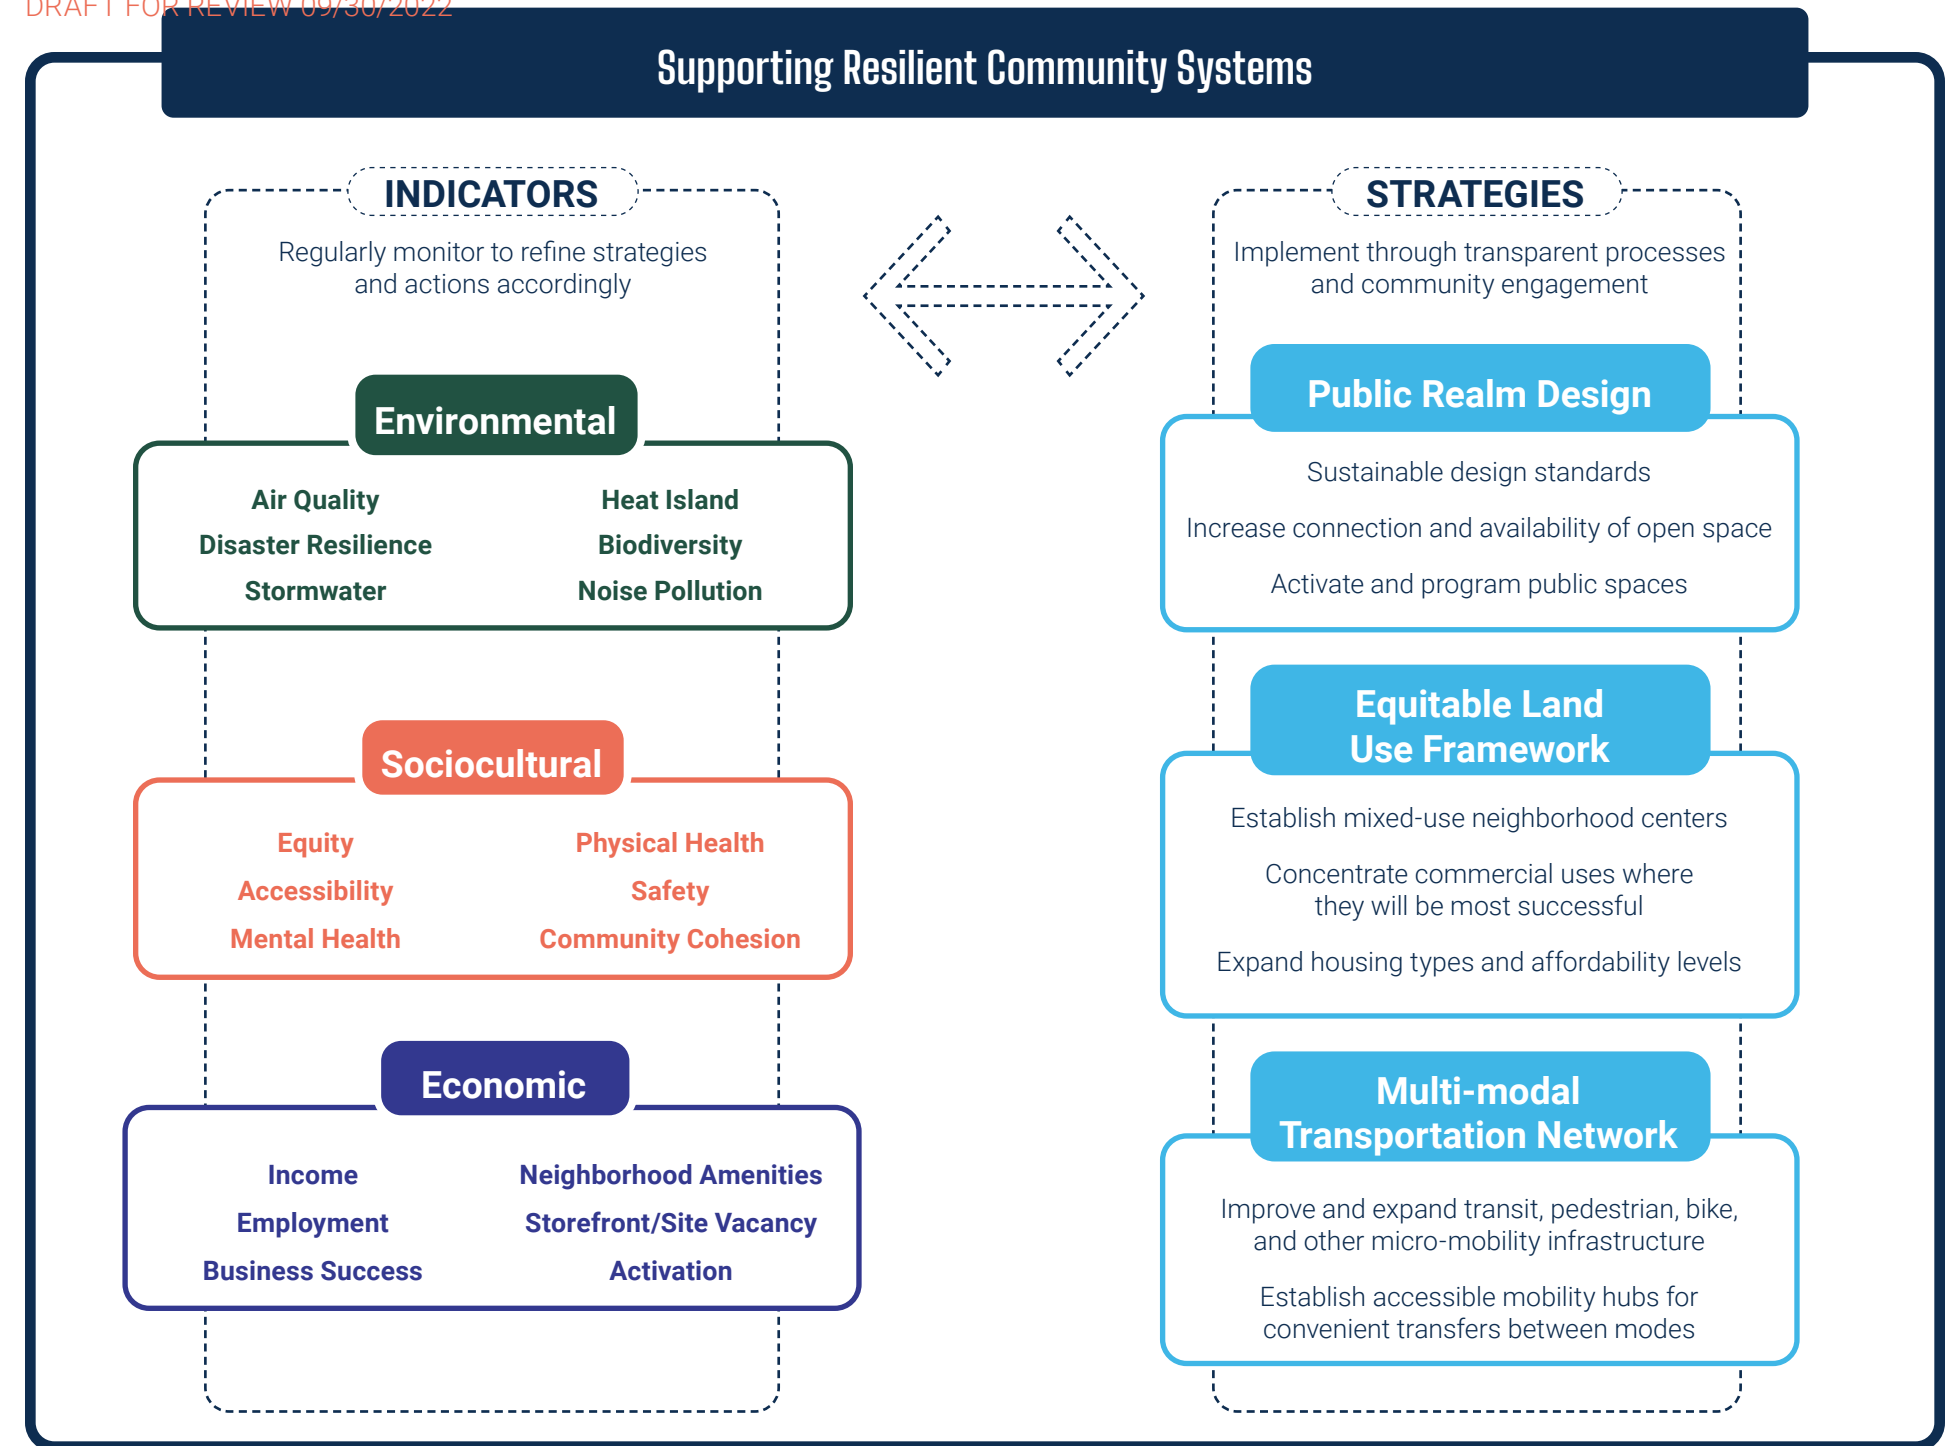 DRAFT FOR REVIEW 09/30/2022
Supporting Resilient Community Systems
INDICATORS
Regularly monitor to refine strategies
and actions accordingly
Environmental
Air Quality
Disaster Resilience
Stormwater
Heat Island
Biodiversity
Noise Pollution
Sociocultural
Equity
Accessibility
Mental Health
Physical Health
Safety
Community Cohesion
Economic
Income
Employment
Business Success
Neighborhood Amenities
Storefront/Site Vacancy
Activation
STRATEGIES
Implement through transparent processes
and community engagement
Public Realm Design
Sustainable design standards
Increase connection and availability of open space
Activate and program public spaces
Equitable Land
Use Framework
Establish mixed-use neighborhood centers
Concentrate commercial uses where
they will be most successful
Expand housing types and affordability levels
Multi-modal
Transportation Network
Improve and expand transit, pedestrian, bike,
and other micro-mobility infrastructure
Establish accessible mobility hubs for
convenient transfers between modes